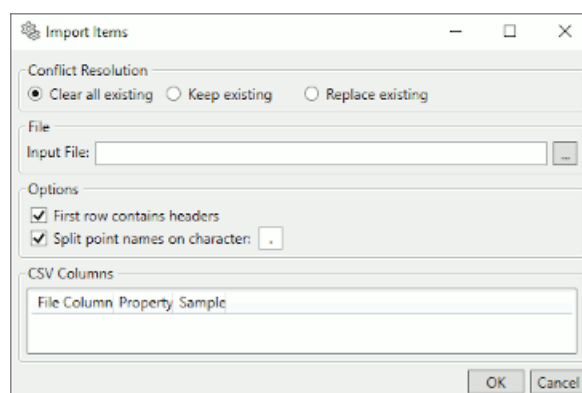 Import Items
Conflict Resolution
Clear all existing Keep existing Replace existing
File
Input File: ...
Options
First row contains headers
Split point names on character: .
CSV Columns
File Column Property Sample
OK Cancel